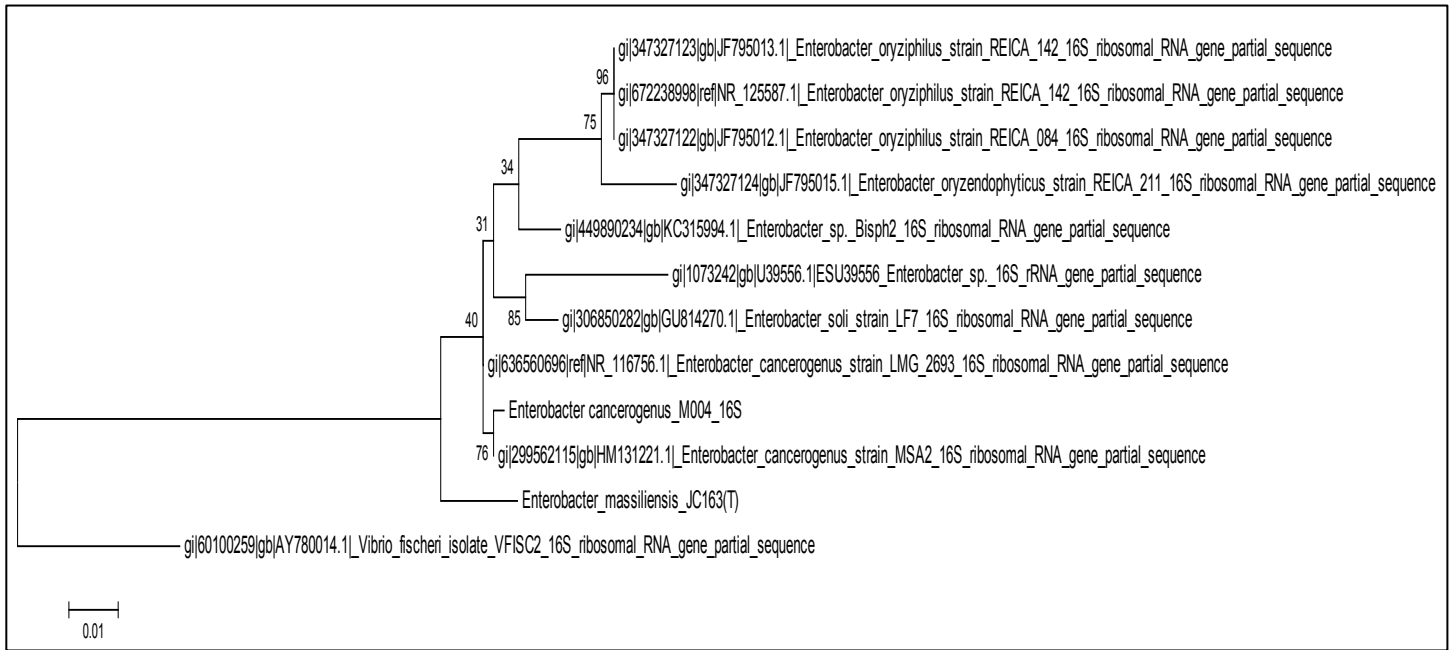 gi|347327123|gb|JF795013.1|_Enterobacter_oryziphilus_strain_REICA_142_16S_ribosomal_RNA_gene_partial_sequence
96
gi|672238998|ref|NR_125587.1|_Enterobacter_oryziphilus_strain_REICA_142_16S_ribosomal_RNA_gene_partial_sequence
75
gi|347327122|gb|JF795012.1|_Enterobacter_oryziphilus_strain_REICA_084_16S_ribosomal_RNA_gene_partial_sequence
34
gi|347327124|gb|JF795015.1|_Enterobacter_oryzendophyticus_strain_REICA_211_16S_ribosomal_RNA_gene_partial_sequence
31
gi|449890234|gb|KC315994.1|_Enterobacter_sp._Bisph2_16S_ribosomal_RNA_gene_partial_sequence
gi|1073242|gb|U39556.1|ESU39556_Enterobacter_sp._16S_rRNA_gene_partial_sequence
40
85
gi|306850282|gb|GU814270.1|_Enterobacter_soli_strain_LF7_16S_ribosomal_RNA_gene_partial_sequence
gi|636560696|ref|NR_116756.1|_Enterobacter_cancerogenus_strain_LMG_2693_16S_ribosomal_RNA_gene_partial_sequence
Enterobacter cancerogenus_M004_16S
76
gi|299562115|gb|HM131221.1|_Enterobacter_cancerogenus_strain_MSA2_16S_ribosomal_RNA_gene_partial_sequence
Enterobacter_massiliensis_JC163(T)
gi|60100259|gb|AY780014.1|_Vibrio_fischeri_isolate_VFISC2_16S_ribosomal_RNA_gene_partial_sequence
0.01